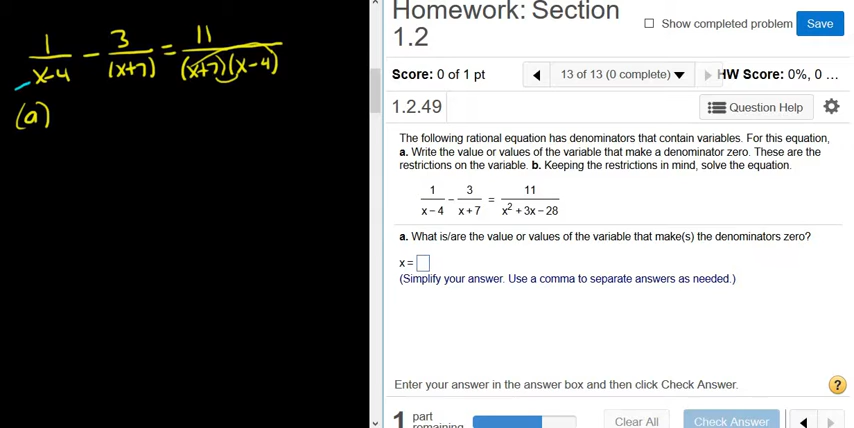 1/(x-4) - 3/(x+7) = 11/((x+7)(x-4))
(a)
Homework: Section 1.2
Show completed problem
Save
Score: 0 of 1 pt
13 of 13 (0 complete)
HW Score: 0%, 0 ...
1.2.49
Question Help
The following rational equation has denominators that contain variables. For this equation,
a. Write the value or values of the variable that make a denominator zero. These are the
restrictions on the variable. b. Keeping the restrictions in mind, solve the equation.
1/(x-4) - 3/(x+7) = 11/(x²+3x-28)
a. What is/are the value or values of the variable that make(s) the denominators zero?
x =
(Simplify your answer. Use a comma to separate answers as needed.)
Enter your answer in the answer box and then click Check Answer.
?
1 part
remaining
Clear All
Check Answer